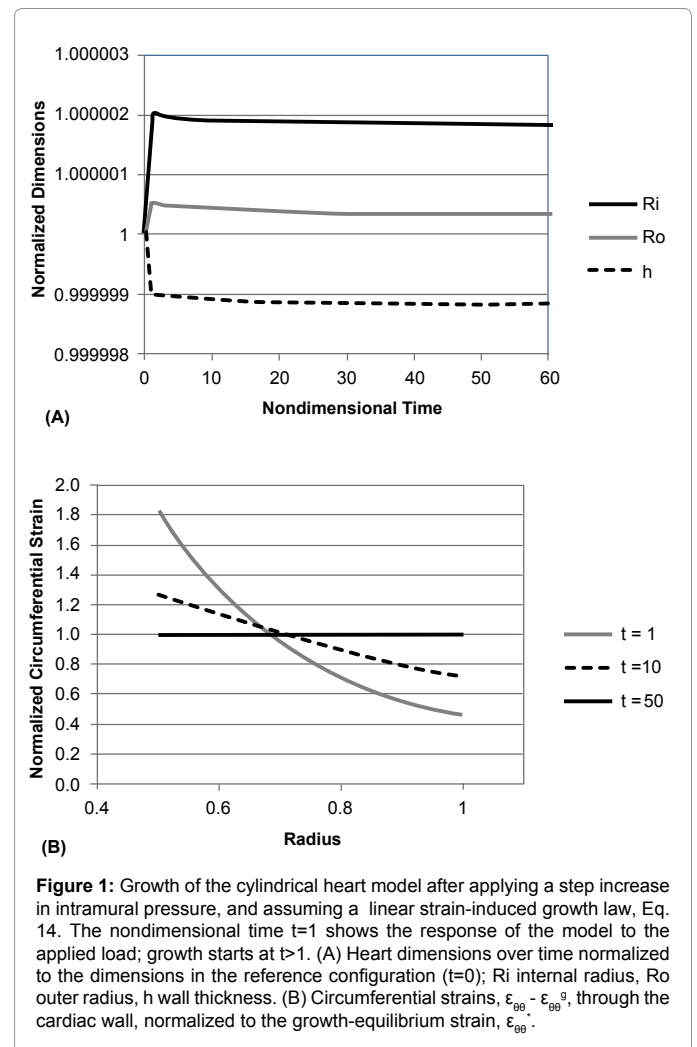 1.000003
1.000002
1.000001
1
0.999999
0.999998
Normalized Dimensions
0 10 20 30 40 50 60
Nondimensional Time
Ri
Ro
h
(A)
2.0
1.8
1.6
1.4
1.2
1.0
0.8
0.6
0.4
0.2
0.0
Normalized Circumferential Strain
0.4 0.6 0.8 1
Radius
t = 1
t =10
t =50
(B)
Figure 1: Growth of the cylindrical heart model after applying a step increase
in intramural pressure, and assuming a linear strain-induced growth law, Eq.
14. The nondimensional time t=1 shows the response of the model to the
applied load; growth starts at t>1. (A) Heart dimensions over time normalized
to the dimensions in the reference configuration (t=0); Ri internal radius, Ro
outer radius, h wall thickness. (B) Circumferential strains, ε_θθ - ε_θθ^g, through the
cardiac wall, normalized to the growth-equilibrium strain, ε_θθ^*.